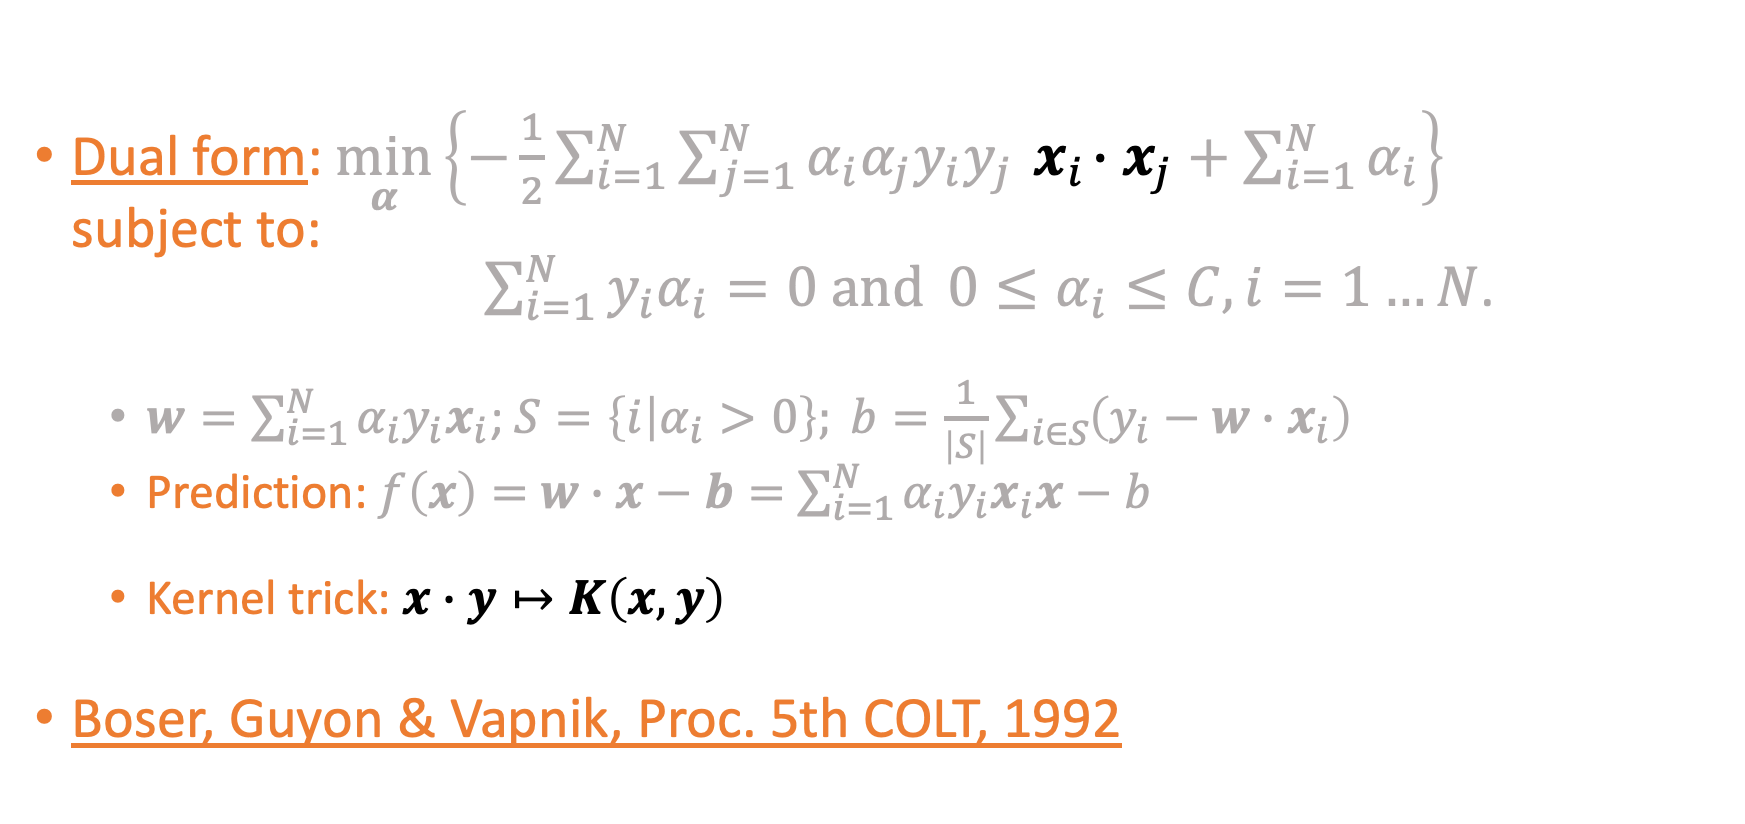 • Dual form: min_α {−1/2 ∑_{i=1}^{N} ∑_{j=1}^{N} α_i α_j y_i y_j 𝒙_i · 𝒙_j + ∑_{i=1}^{N} α_i}
subject to:
∑_{i=1}^{N} y_i α_i = 0 and 0 ≤ α_i ≤ C, i = 1 … N.
• 𝒘 = ∑_{i=1}^{N} α_i y_i 𝒙_i; S = {i|α_i > 0}; b = 1/|S| ∑_{i∈S}(y_i − 𝒘 · 𝒙_i)
• Prediction: f(𝒙) = 𝒘 · 𝒙 − 𝒃 = ∑_{i=1}^{N} α_i y_i 𝒙_i 𝒙 − b
• Kernel trick: 𝒙 · 𝒚 ↦ 𝑲(𝒙, 𝒚)
• Boser, Guyon & Vapnik, Proc. 5th COLT, 1992